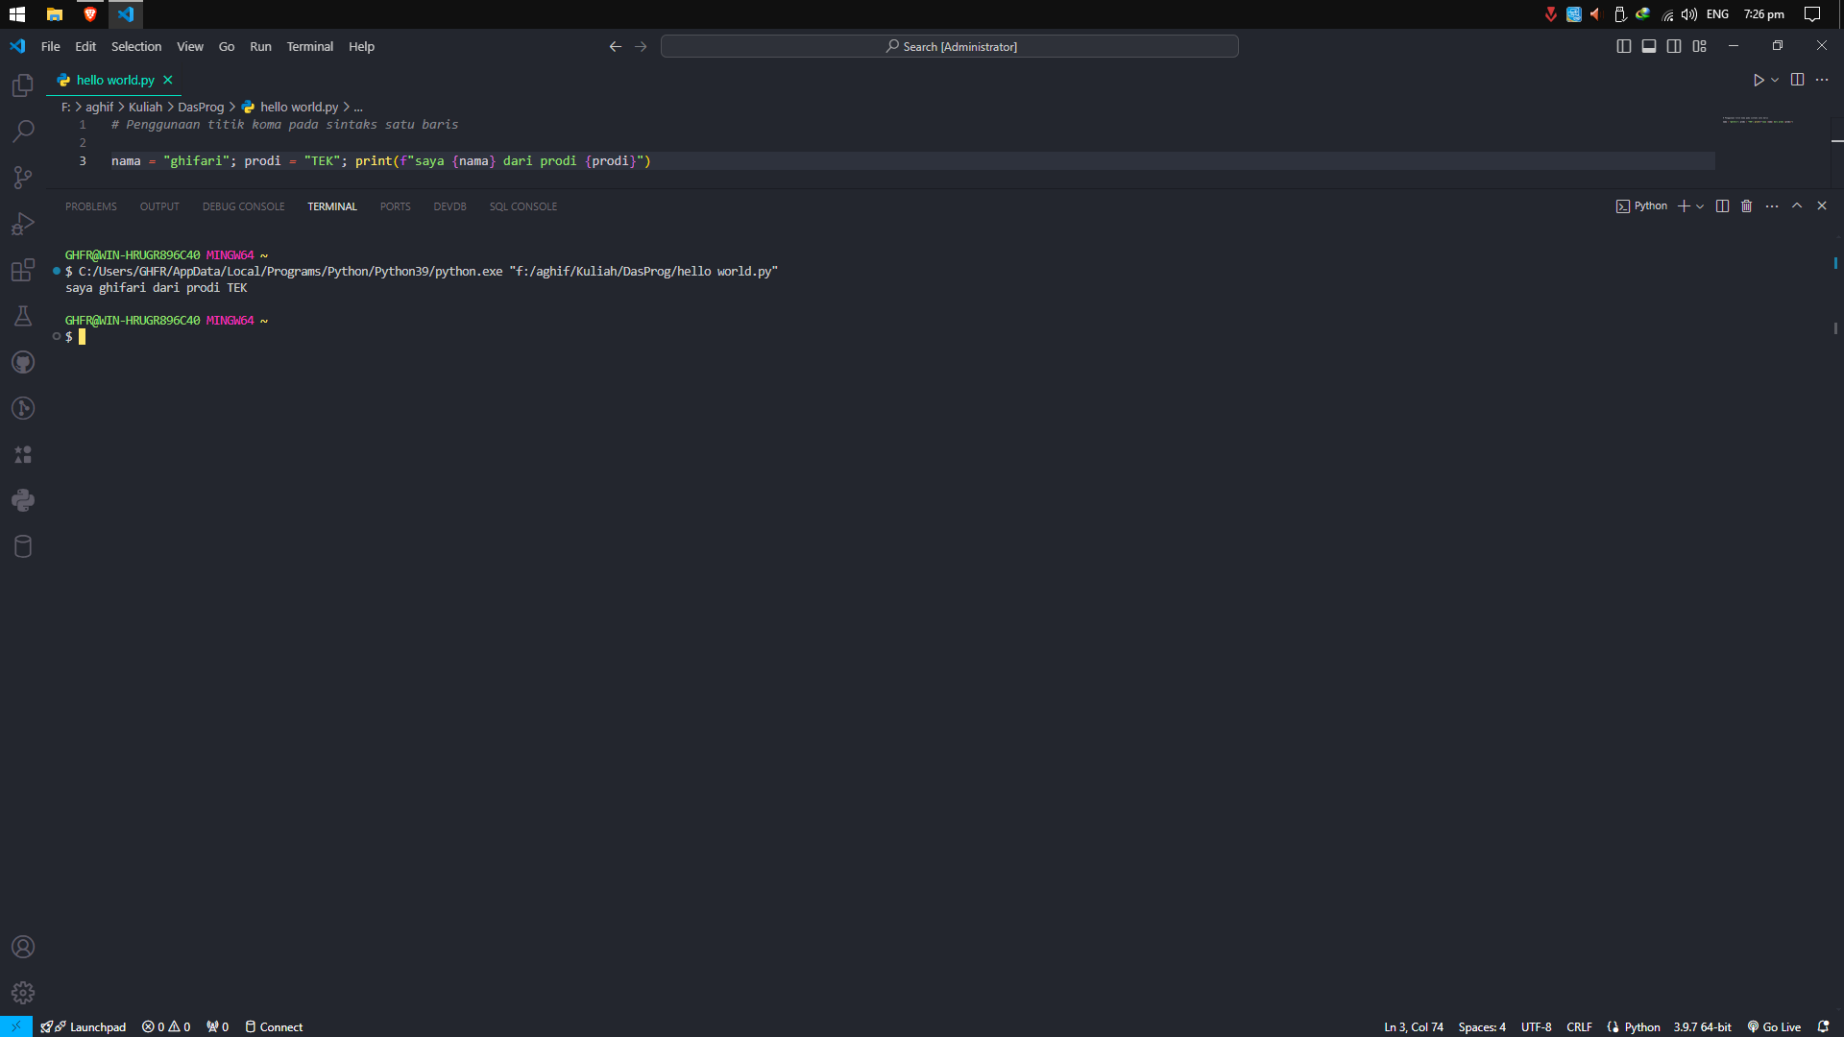 ENG 7:26 pm
File Edit Selection View Go Run Terminal Help Search [Administrator]
hello world.py
F: > aghif > Kuliah > DasProg > hello world.py > ...
1 # Penggunaan titik koma pada sintaks satu baris
2
3 nama = "ghifari"; prodi = "TEK"; print(f"saya {nama} dari prodi {prodi}")
PROBLEMS OUTPUT DEBUG CONSOLE TERMINAL PORTS DEVDB SQL CONSOLE Python
GHFR@WIN-HRUGR896C40 MINGW64 ~
$ C:/Users/GHFR/AppData/Local/Programs/Python/Python39/python.exe "f:/aghif/Kuliah/DasProg/hello world.py"
saya ghifari dari prodi TEK
GHFR@WIN-HRUGR896C40 MINGW64 ~
$
Launchpad 0 0 0 Connect Ln 3, Col 74 Spaces: 4 UTF-8 CRLF Python 3.9.7 64-bit Go Live